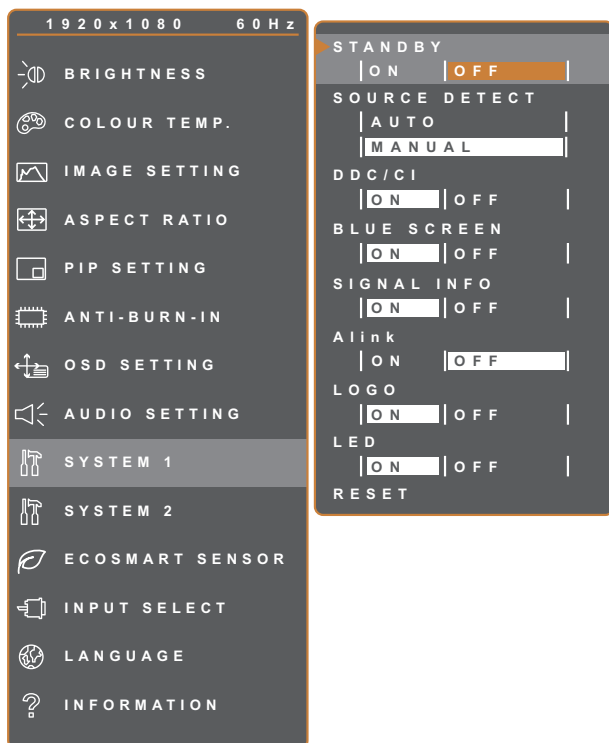 1920x1080 60Hz
BRIGHTNESS
COLOUR TEMP.
IMAGE SETTING
ASPECT RATIO
PIP SETTING
ANTI-BURN-IN
OSD SETTING
AUDIO SETTING
SYSTEM 1
SYSTEM 2
ECOSMART SENSOR
INPUT SELECT
LANGUAGE
INFORMATION
STANDBY
ON OFF
SOURCE DETECT
AUTO
MANUAL
DDC/CI
ON OFF
BLUE SCREEN
ON OFF
SIGNAL INFO
ON OFF
Alink
ON OFF
LOGO
ON OFF
LED
ON OFF
RESET